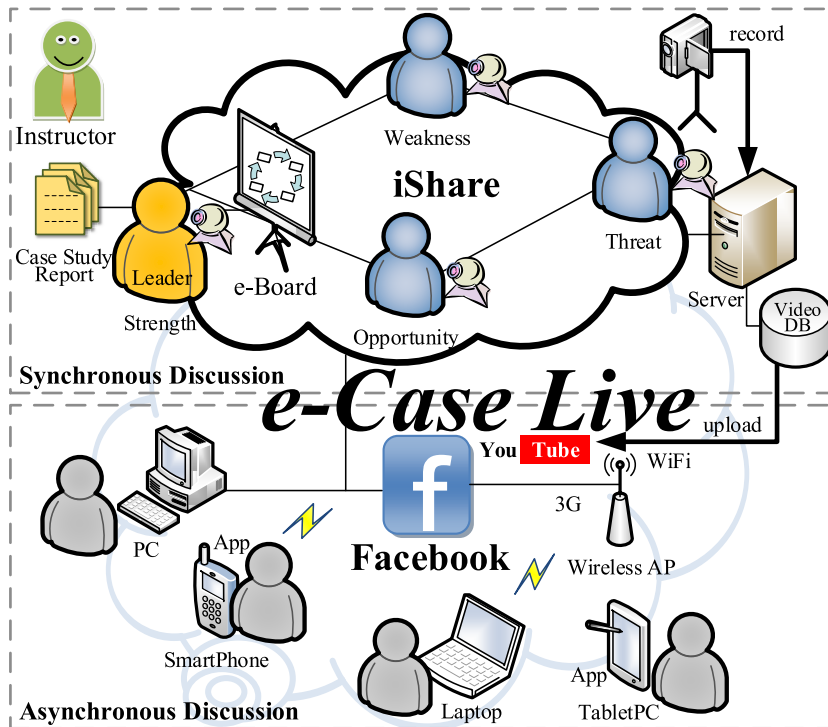 record
Instructor
Weakness
iShare
Case Study
Report
Leader
Strength
e-Board
Opportunity
Threat
Server
Video
DB
Synchronous Discussion
e-Case Live
upload
You Tube
WiFi
3G
PC
App
Facebook
Wireless AP
SmartPhone
Laptop
App
TabletPC
Asynchronous Discussion